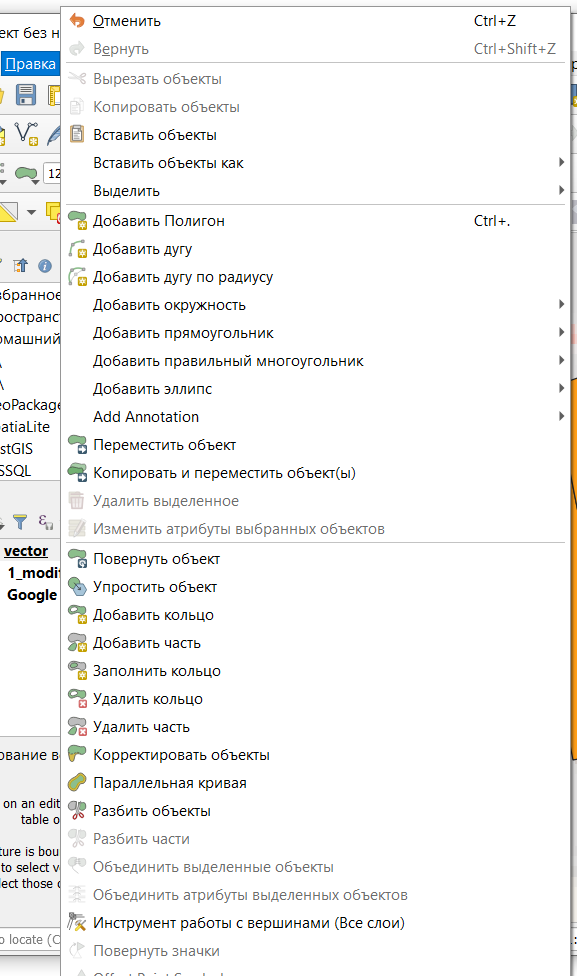 ект без н
Правка
Отменить Ctrl+Z
Вернуть Ctrl+Shift+Z
Вырезать объекты
Копировать объекты
Вставить объекты
Вставить объекты как
Выделить
Добавить Полигон Ctrl+.
Добавить дугу
Добавить дугу по радиусу
Добавить окружность
Добавить прямоугольник
Добавить правильный многоугольник
Добавить эллипс
Add Annotation
Переместить объект
Копировать и переместить объект(ы)
Удалить выделенное
Изменить атрибуты выбранных объектов
Повернуть объект
Упростить объект
Добавить кольцо
Добавить часть
Заполнить кольцо
Удалить кольцо
Удалить часть
Корректировать объекты
Параллельная кривая
Разбить объекты
Разбить части
Объединить выделенные объекты
Объединить атрибуты выделенных объектов
Инструмент работы с вершинами (Все слои)
Повернуть значки
12
збранное
ространст
омашний
\
\
eoPackage
patiaLite
stGIS
SSQL
vector
1_modif
Google
ование в
on an edit
table o
ture is bou
to select v
lect those
o locate (C